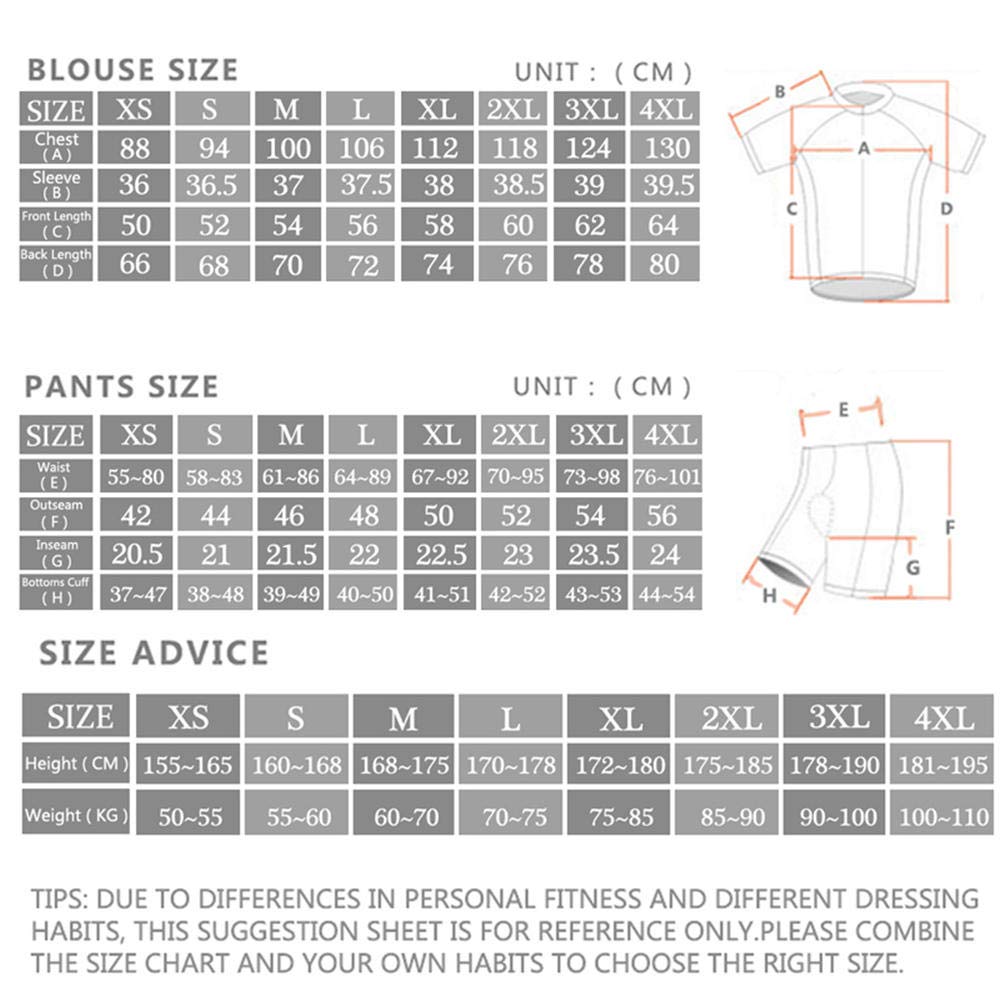 BLOUSE SIZE UNIT : ( CM )
SIZE XS S M L XL 2XL 3XL 4XL
Chest
( A ) 88 94 100 106 112 118 124 130
Sleeve
( B ) 36 36.5 37 37.5 38 38.5 39 39.5
Front Length
( C ) 50 52 54 56 58 60 62 64
Back Length
( D ) 66 68 70 72 74 76 78 80
B
A
C
D
PANTS SIZE UNIT : ( CM )
SIZE XS S M L XL 2XL 3XL 4XL
Waist
( E ) 55~80 58~83 61~86 64~89 67~92 70~95 73~98 76~101
Outseam
( F ) 42 44 46 48 50 52 54 56
Inseam
( G ) 20.5 21 21.5 22 22.5 23 23.5 24
Bottoms Cuff
( H ) 37~47 38~48 39~49 40~50 41~51 42~52 43~53 44~54
E
F
G
H
SIZE ADVICE
SIZE XS S M L XL 2XL 3XL 4XL
Height ( CM ) 155~165 160~168 168~175 170~178 172~180 175~185 178~190 181~195
Weight ( KG ) 50~55 55~60 60~70 70~75 75~85 85~90 90~100 100~110
TIPS: DUE TO DIFFERENCES IN PERSONAL FITNESS AND DIFFERENT DRESSING
HABITS, THIS SUGGESTION SHEET IS FOR REFERENCE ONLY.PLEASE COMBINE
THE SIZE CHART AND YOUR OWN HABITS TO CHOOSE THE RIGHT SIZE.